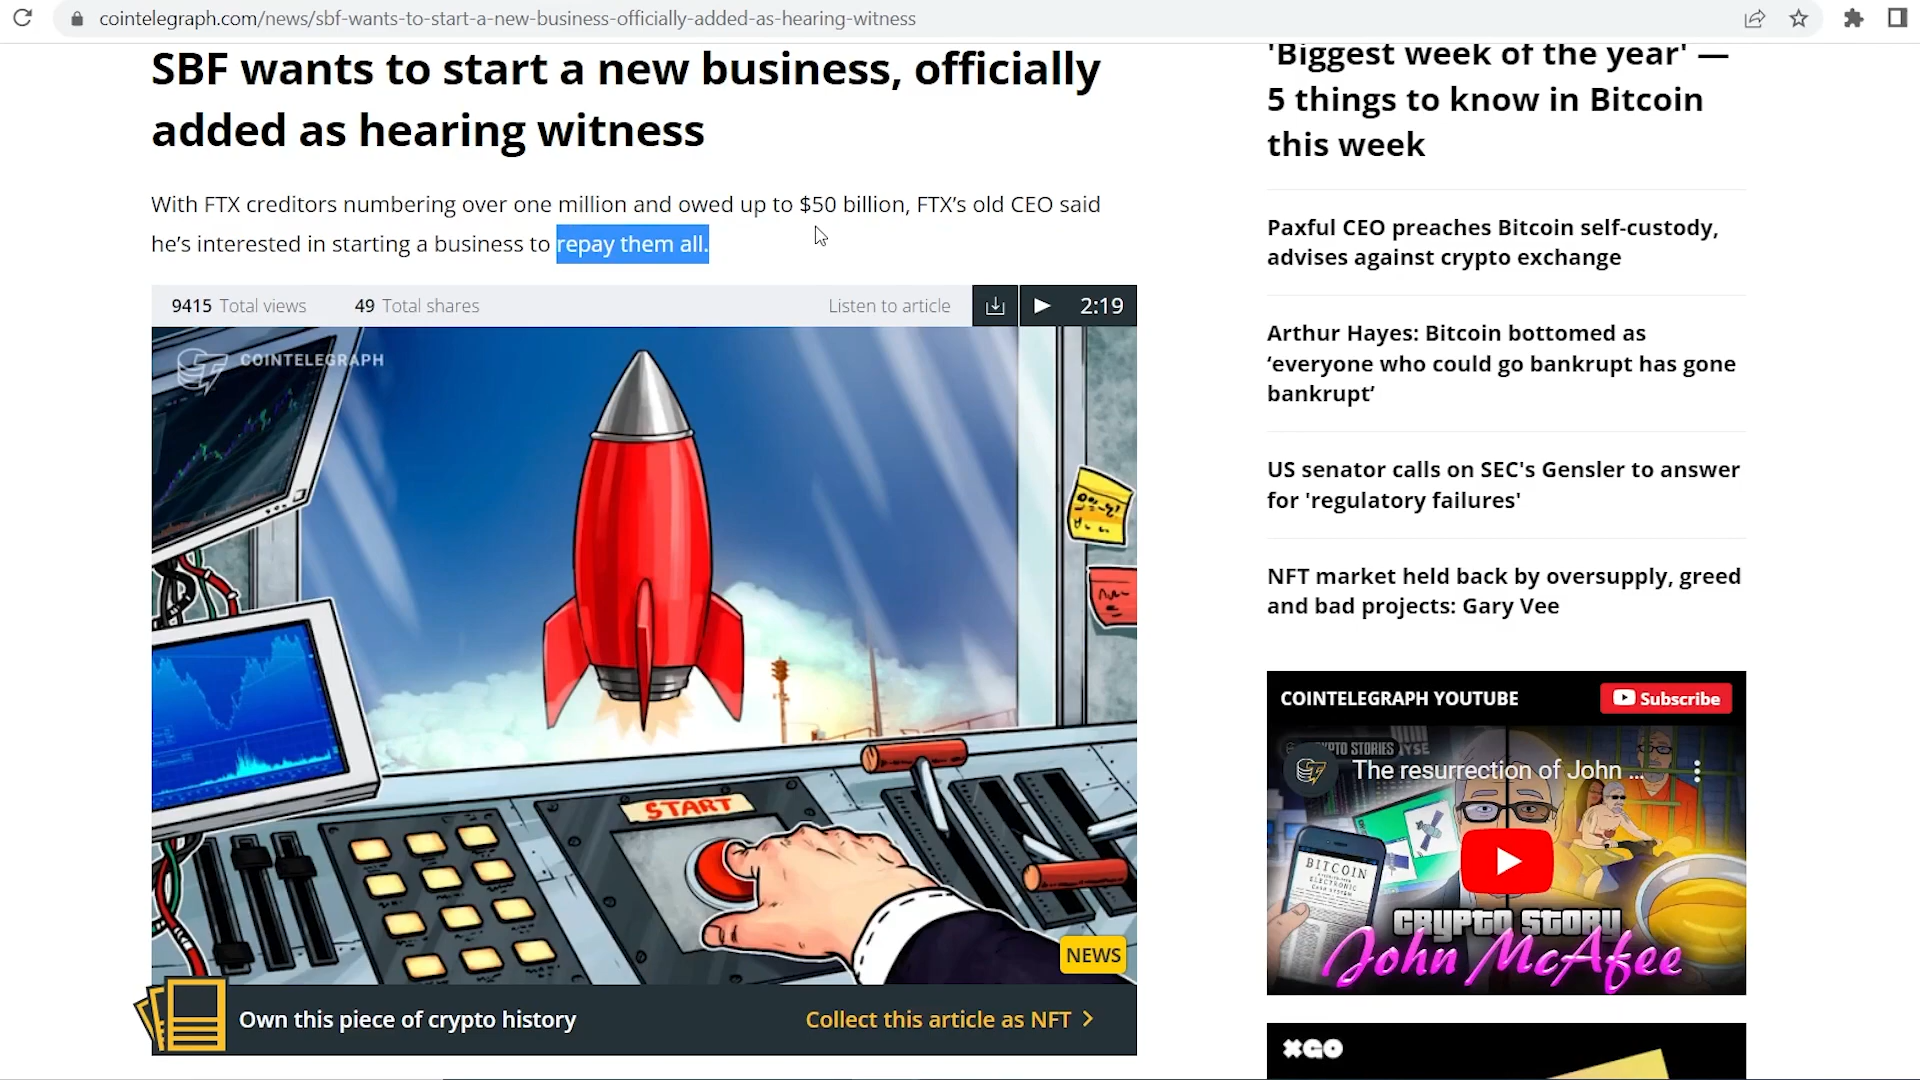 cointelegraph.com/news/sbf-wants-to-start-a-new-business-officially-added-as-hearing-witness
SBF wants to start a new business, officially
added as hearing witness
With FTX creditors numbering over one million and owed up to $50 billion, FTX’s old CEO said
he’s interested in starting a business to repay them all.
9415 Total views 49 Total shares Listen to article 2:19
COINTELEGRAPH
START
NEWS
Own this piece of crypto history Collect this article as NFT
'Biggest week of the year' —
5 things to know in Bitcoin
this week
Paxful CEO preaches Bitcoin self-custody,
advises against crypto exchange
Arthur Hayes: Bitcoin bottomed as
‘everyone who could go bankrupt has gone
bankrupt’
US senator calls on SEC's Gensler to answer
for 'regulatory failures'
NFT market held back by oversupply, greed
and bad projects: Gary Vee
COINTELEGRAPH YOUTUBE Subscribe
STORIES
The resurrection of John ...
BITCOIN
ELECTRONIC
CASH SYSTEM
CRYPTO STORY
John McAfee
XGO